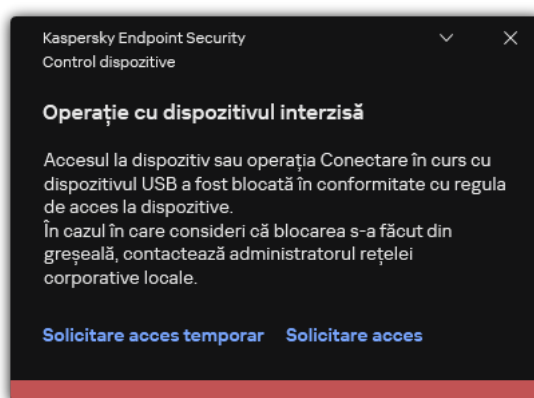 Kaspersky Endpoint Security
Control dispozitive
Operație cu dispozitivul interzisă
Accesul la dispozitiv sau operația Conectare în curs cu
dispozitivul USB a fost blocată în conformitate cu regula
de acces la dispozitive.
În cazul în care consideri că blocarea s-a făcut din
greșeală, contactează administratorul rețelei
corporative locale.
Solicitare acces temporar Solicitare acces